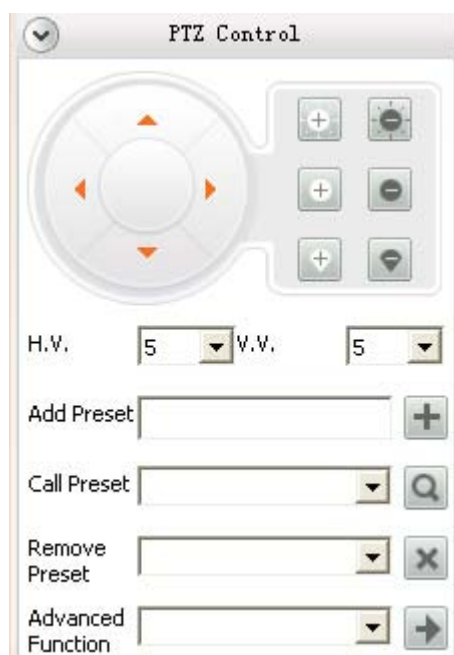 PTZ Control
H.V. 5 V.V. 5
Add Preset
Call Preset
Remove
Preset
Advanced
Function